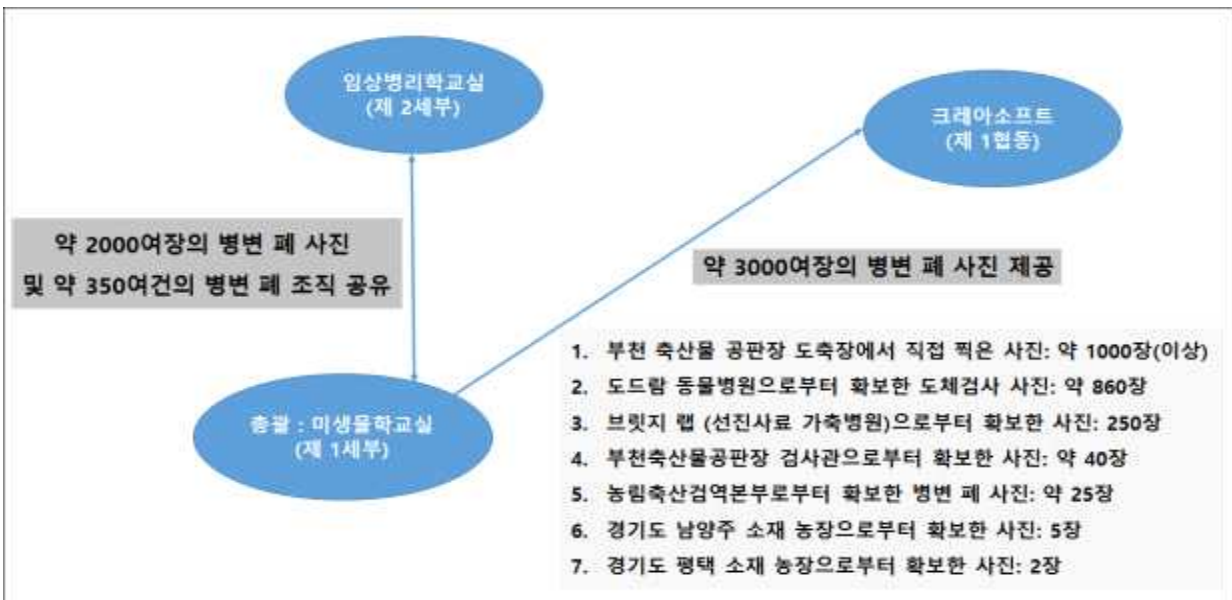 임상병리학교실
(제 2세부)
크레아소프트
(제 1협동)
약 2000여장의 병변 폐 사진
및 약 350여건의 병변 폐 조직 공유
약 3000여장의 병변 폐 사진 제공
총괄 : 미생물학교실
(제 1세부)
1. 부천 축산물 공판장 도축장에서 직접 찍은 사진: 약 1000장(이상)
2. 도드람 동물병원으로부터 확보한 도체검사 사진: 약 860장
3. 브릿지 랩 (선진사료 가축병원)으로부터 확보한 사진: 250장
4. 부천축산물공판장 검사관으로부터 확보한 사진: 약 40장
5. 농림축산검역본부로부터 확보한 병변 폐 사진: 약 25장
6. 경기도 남양주 소재 농장으로부터 확보한 사진: 5장
7. 경기도 평택 소재 농장으로부터 확보한 사진: 2장